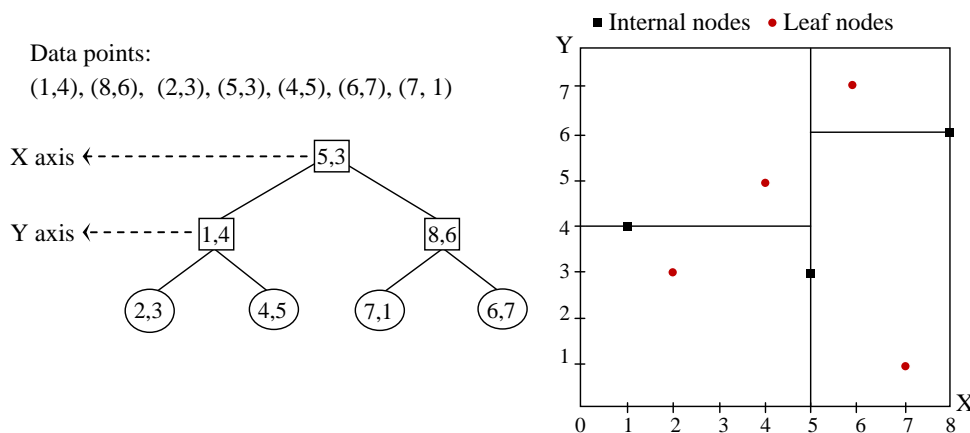 Data points:
(1,4), (8,6), (2,3), (5,3), (4,5), (6,7), (7, 1)
X axis
5,3
Y axis
1,4
8,6
2,3
4,5
7,1
6,7
Internal nodes
Leaf nodes
Y
7
6
5
4
3
2
1
0
1
2
3
4
5
6
7
8
X